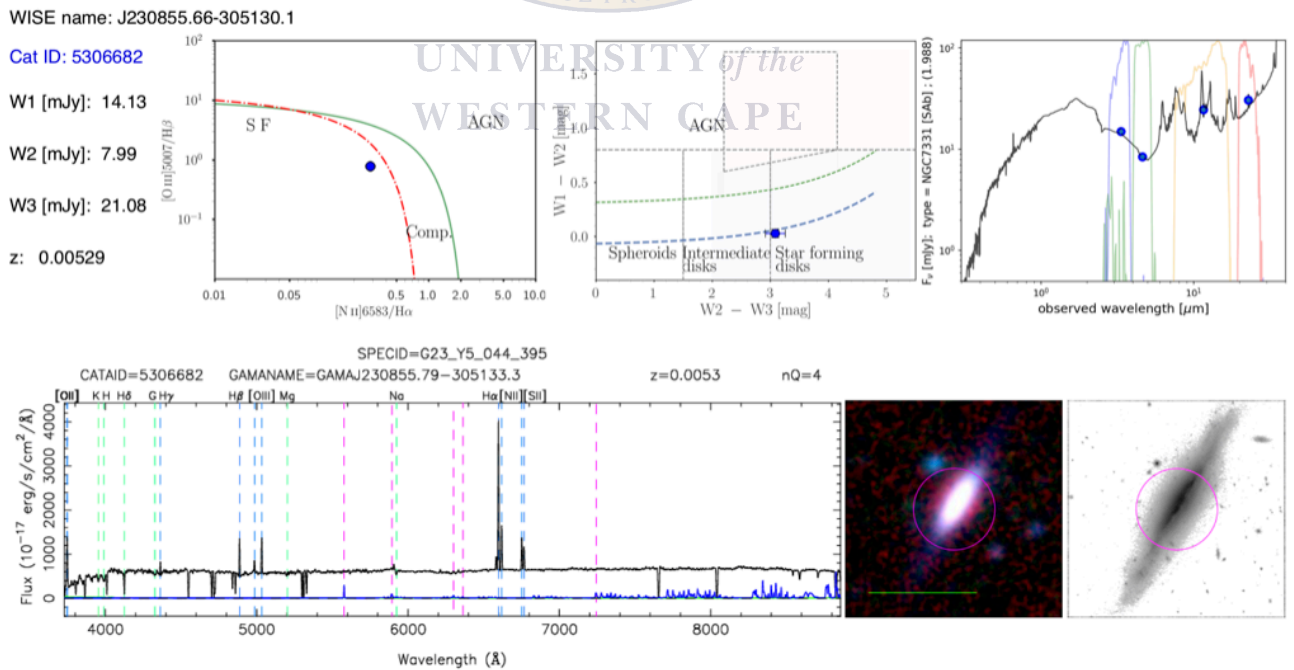 WISE name: J230855.66-305130.1
Cat ID: 5306682
W1 [mJy]: 14.13
W2 [mJy]: 7.99
W3 [mJy]: 21.08
z: 0.00529
UNIVERSITY of the
WESTERN CAPE
[O III]5007/Hβ
10²
10¹
10⁰
10⁻¹
S F
AGN
Comp.
0.01
0.05
0.5
1.0
2.0
5.0
10.0
[N II]6583/Hα
W1 − W2 [mag]
1.5
1.0
0.5
0.0
AGN
Spheroids
Intermediate disks
Star forming disks
0
1
2
3
4
5
W2 − W3 [mag]
Fν [mJy]; type = NGC7331 [SAb] ; (1.988)
10²
10¹
10⁰
10⁰
10¹
observed wavelength [μm]
SPECID=G23_Y5_044_395
CATAID=5306682 GAMANAME=GAMAJ230855.79−305133.3 z=0.0053 nQ=4
[OII] K H Hδ G Hγ Hβ [OIII] Mg Na Hα [NII] [SII]
Flux (10⁻¹⁷ erg/s/cm²/Å)
4000
3000
2000
1000
0
4000
5000
6000
7000
8000
Wavelength (Å)